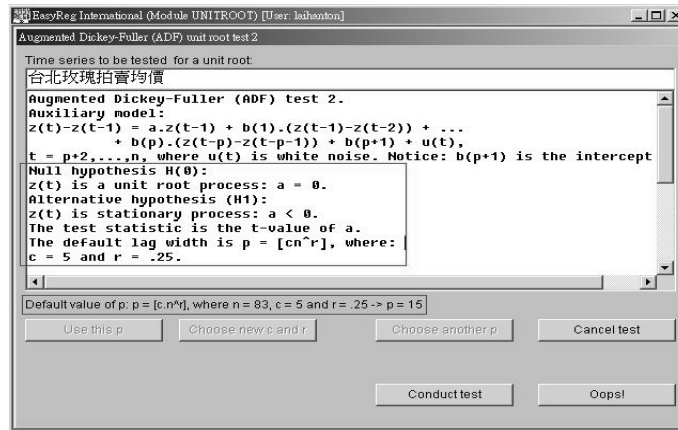 EasyReg International (Module UNITROOT) [User: laihanton]
Augmented Dickey-Fuller (ADF) unit root test 2
Time series to be tested for a unit root:
台北玫瑰拍賣均價
Augmented Dickey-Fuller (ADF) test 2.
Auxiliary model:
z(t)-z(t-1) = a.z(t-1) + b(1).(z(t-1)-z(t-2)) + ...
+ b(p).(z(t-p)-z(t-p-1)) + b(p+1) + u(t),
t = p+2,...,n, where u(t) is white noise. Notice: b(p+1) is the intercept
Null hypothesis H(0):
z(t) is a unit root process: a = 0.
Alternative hypothesis (H1):
z(t) is stationary process: a < 0.
The test statistic is the t-value of a.
The default lag width is p = [cn^r], where:
c = 5 and r = .25.
Default value of p: p = [c.n^r], where n = 83, c = 5 and r = .25 -> p = 15
Use this p
Choose new c and r
Choose another p
Cancel test
Conduct test
Oops!